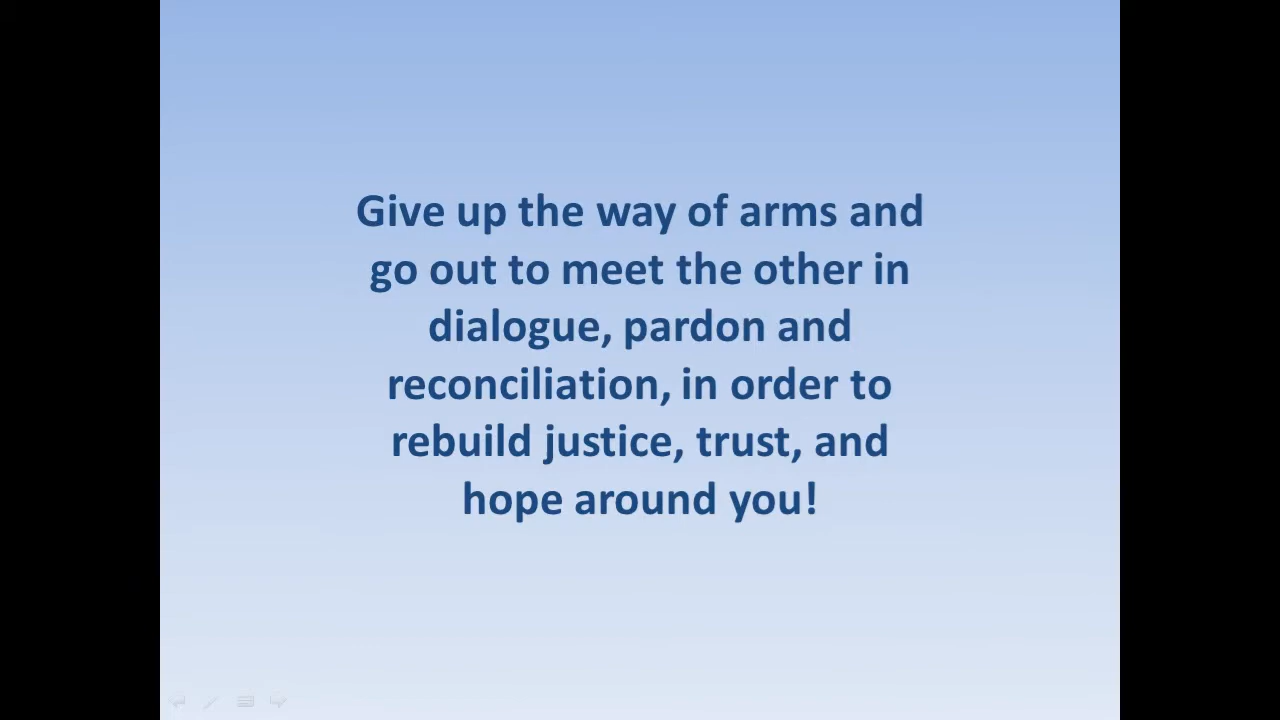 Give up the way of arms and
go out to meet the other in
dialogue, pardon and
reconciliation, in order to
rebuild justice, trust, and
hope around you!